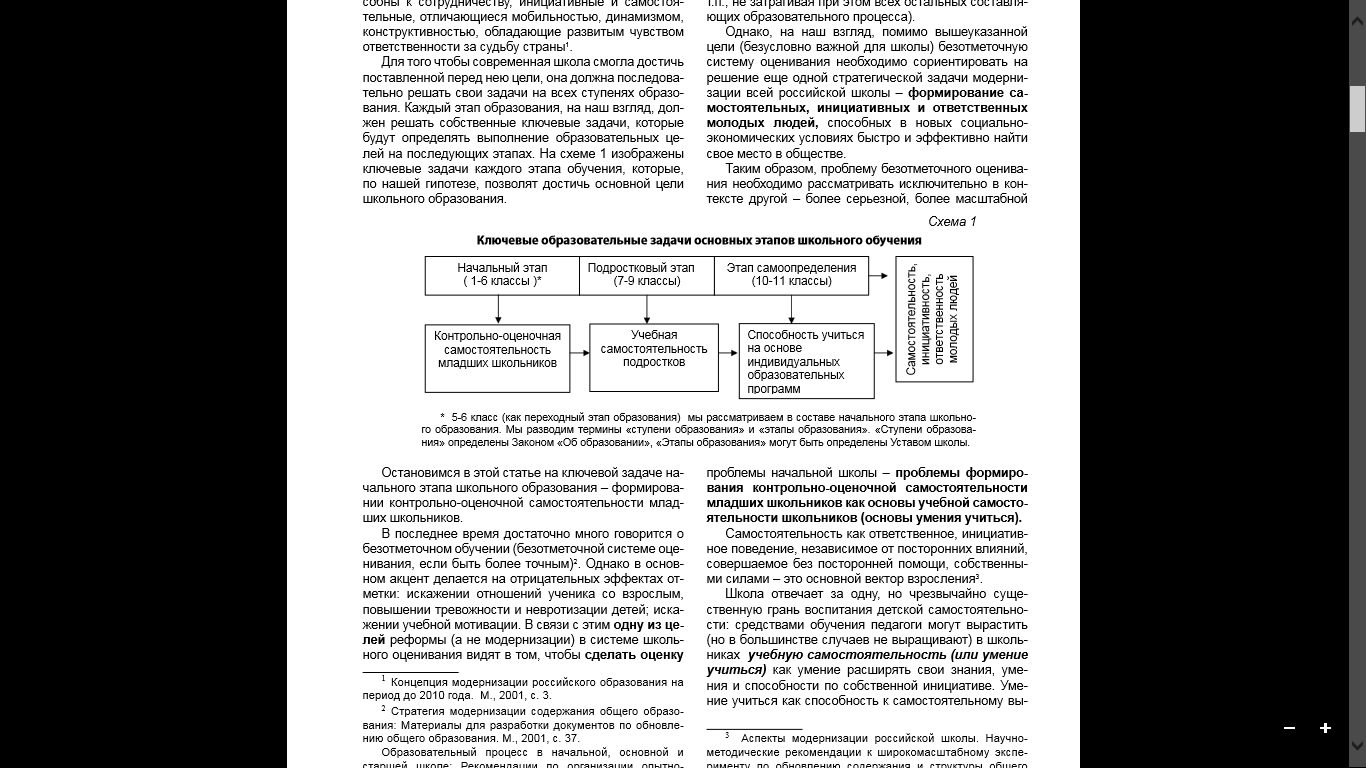 собны к сотрудничеству, инициативные и самостоя-
тельные, отличающиеся мобильностью, динамизмом,
конструктивностью, обладающие развитым чувством
ответственности за судьбу страны¹.
Для того чтобы современная школа смогла достичь
поставленной перед нею цели, она должна последова-
тельно решать свои задачи на всех ступенях образо-
вания. Каждый этап образования, на наш взгляд, дол-
жен решать собственные ключевые задачи, которые
будут определять выполнение образовательных це-
лей на последующих этапах. На схеме 1 изображены
ключевые задачи каждого этапа обучения, которые,
по нашей гипотезе, позволят достичь основной цели
школьного образования.
т.п., не затрагивая при этом всех остальных составля-
ющих образовательного процесса).
Однако, на наш взгляд, помимо вышеуказанной
цели (безусловно важной для школы) безотметочную
систему оценивания необходимо сориентировать на
решение еще одной стратегической задачи модерни-
зации всей российской школы – формирование са-
мостоятельных, инициативных и ответственных
молодых людей, способных в новых социально-
экономических условиях быстро и эффективно найти
свое место в обществе.
Таким образом, проблему безотметочного оценива-
ния необходимо рассматривать исключительно в кон-
тексте другой – более серьезной, более масштабной
Схема 1
Ключевые образовательные задачи основных этапов школьного обучения
Начальный этап
( 1-6 классы )*
Подростковый этап
(7-9 классы)
Этап самоопределения
(10-11 классы)
Самостоятельность,
инициативность,
ответственность
молодых людей
Контрольно-оценочная
самостоятельность
младших школьников
Учебная
самостоятельность
подростков
Способность учиться
на основе
индивидуальных
образовательных
программ
* 5-6 класс (как переходный этап образования) мы рассматриваем в составе начального этапа школьно-
го образования. Мы разводим термины «ступени образования» и «этапы образования». «Ступени образова-
ния» определены Законом «Об образовании», «Этапы образования» могут быть определены Уставом школы.
Остановимся в этой статье на ключевой задаче на-
чального этапа школьного образования – формирова-
нии контрольно-оценочной самостоятельности млад-
ших школьников.
В последнее время достаточно много говорится о
безотметочном обучении (безотметочной системе оце-
нивания, если быть более точным)². Однако в основ-
ном акцент делается на отрицательных эффектах от-
метки: искажении отношений ученика со взрослым,
повышении тревожности и невротизации детей; иска-
жении учебной мотивации. В связи с этим одну из це-
лей реформы (а не модернизации) в системе школь-
ного оценивания видят в том, чтобы сделать оценку
¹ Концепция модернизации российского образования на
период до 2010 года. М., 2001, с. 3.
² Стратегия модернизации содержания общего образо-
вания: Материалы для разработки документов по обновле-
нию общего образования. М., 2001, с. 37.
Образовательный процесс в начальной, основной и
старшей школе: Рекомендации по организации опытно-
проблемы начальной школы – проблемы формиро-
вания контрольно-оценочной самостоятельности
младших школьников как основы учебной самосто-
ятельности школьников (основы умения учиться).
Самостоятельность как ответственное, инициатив-
ное поведение, независимое от посторонних влияний,
совершаемое без посторонней помощи, собственны-
ми силами – это основной вектор взросления³.
Школа отвечает за одну, но чрезвычайно суще-
ственную грань воспитания детской самостоятельно-
сти: средствами обучения педагоги могут вырастить
(но в большинстве случаев не выращивают) в школь-
никах учебную самостоятельность (или умение
учиться) как умение расширять свои знания, уме-
ния и способности по собственной инициативе. Уме-
ние учиться как способность к самостоятельному вы-
³ Аспекты модернизации российской школы. Научно-
методические рекомендации к широкомасштабному экспе-
рименту по обновлению содержания и структуры общего